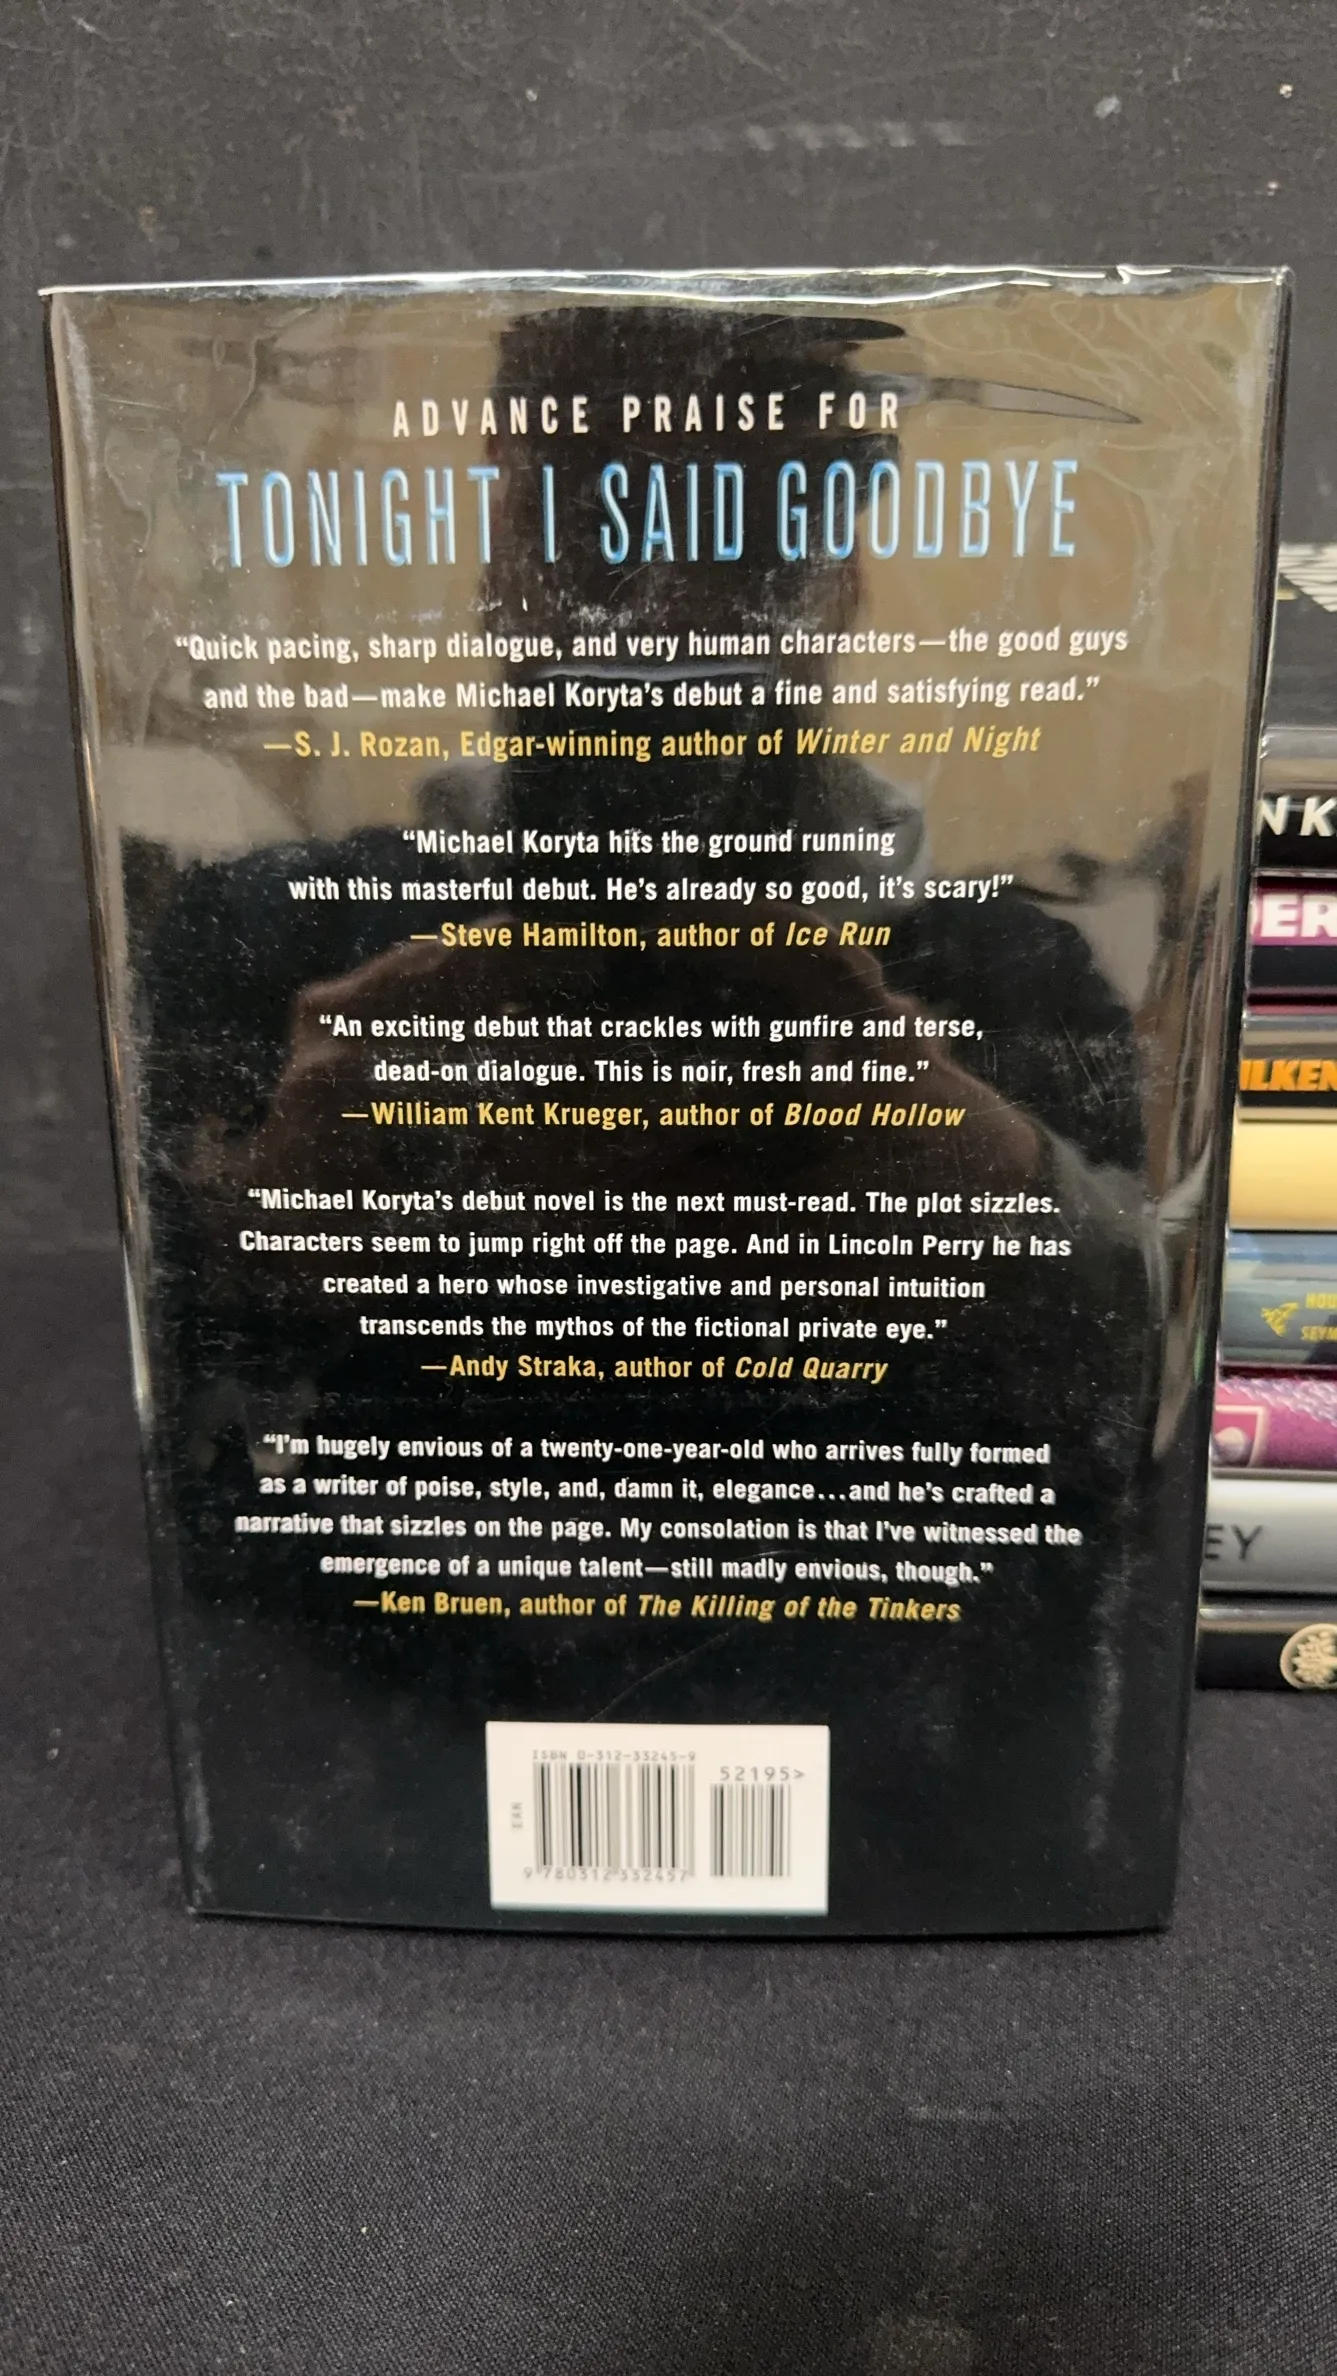 ADVANCE PRAISE FOR
TONIGHT I SAID GOODBYE
“Quick pacing, sharp dialogue, and very human characters—the good guys
and the bad—make Michael Koryta’s debut a fine and satisfying read.”
—S. J. Rozan, Edgar-winning author of Winter and Night
“Michael Koryta hits the ground running
with this masterful debut. He’s already so good, it’s scary!”
—Steve Hamilton, author of Ice Run
“An exciting debut that crackles with gunfire and terse,
dead-on dialogue. This is noir, fresh and fine.”
—William Kent Krueger, author of Blood Hollow
“Michael Koryta’s debut novel is the next must-read. The plot sizzles.
Characters seem to jump right off the page. And in Lincoln Perry he has
created a hero whose investigative and personal intuition
transcends the mythos of the fictional private eye.”
—Andy Straka, author of Cold Quarry
“I’m hugely envious of a twenty-one-year-old who arrives fully formed
as a writer of poise, style, and, damn it, elegance...and he’s crafted a
narrative that sizzles on the page. My consolation is that I’ve witnessed the
emergence of a unique talent—still madly envious, though.”
—Ken Bruen, author of The Killing of the Tinkers
ISBN 0-312-33245-9
52195>
EAN
9 780312 332457
NK
DER
ILKEN
HOU
SEYM
EY